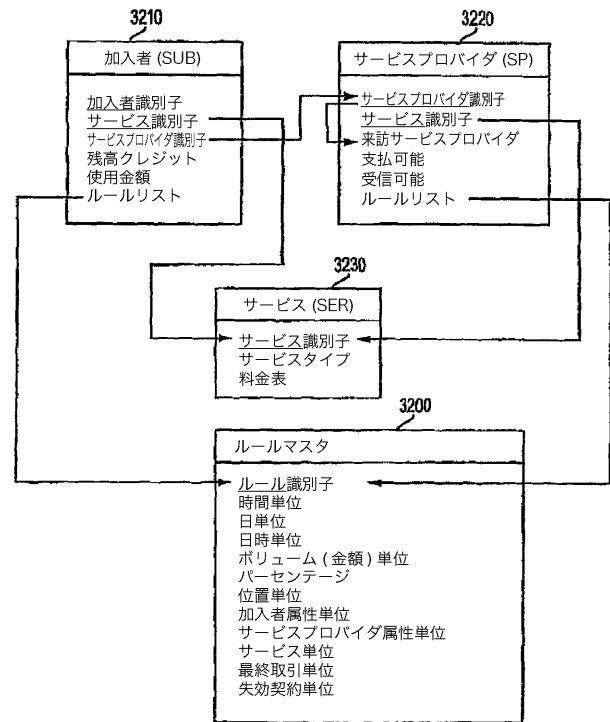 3210
加入者 (SUB)
加入者識別子
サービス識別子
サービスプロバイダ識別子
残高クレジット
使用金額
ルールリスト
3220
サービスプロバイダ (SP)
サービスプロバイダ識別子
サービス識別子
来訪サービスプロバイダ
支払可能
受信可能
ルールリスト
3230
サービス (SER)
サービス識別子
サービスタイプ
料金表
3200
ルールマスタ
ルール識別子
時間単位
日単位
日時単位
ボリューム (金額) 単位
パーセンテージ
位置単位
加入者属性単位
サービスプロバイダ属性単位
サービス単位
最終取引単位
失効契約単位